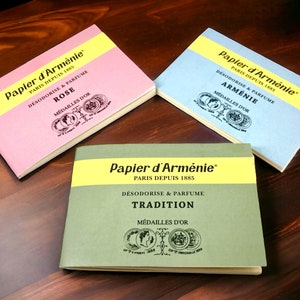 Papier d'Arménie®
PARIS DEPUIS 1885
DÉSODORISE & PARFUME
ROSE
MÉDAILLES D'OR
Papier d'Arménie®
PARIS DEPUIS 1885
DÉSODORISE & PARFUME
ARMÉNIE
MÉDAILLES D'OR
Papier d'Arménie®
PARIS DEPUIS 1885
DÉSODORISE & PARFUME
TRADITION
MÉDAILLES D'OR